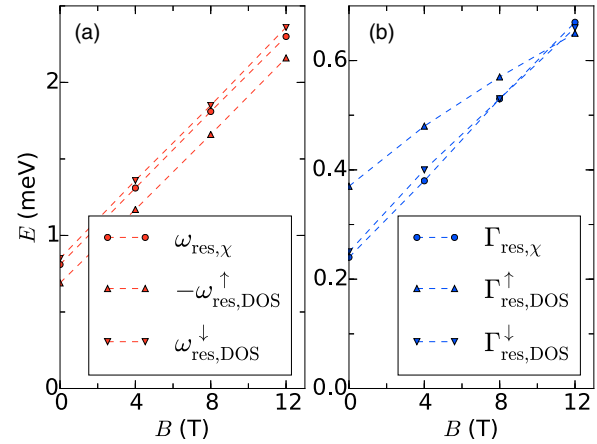 (a)
E (meV)
2
1
0
ω_res,χ
−ω^↑_res,DOS
ω^↓_res,DOS
0 4 8 12
B (T)
(b)
0.6
0.4
0.2
0.0
Γ_res,χ
Γ^↑_res,DOS
Γ^↓_res,DOS
0 4 8 12
B (T)